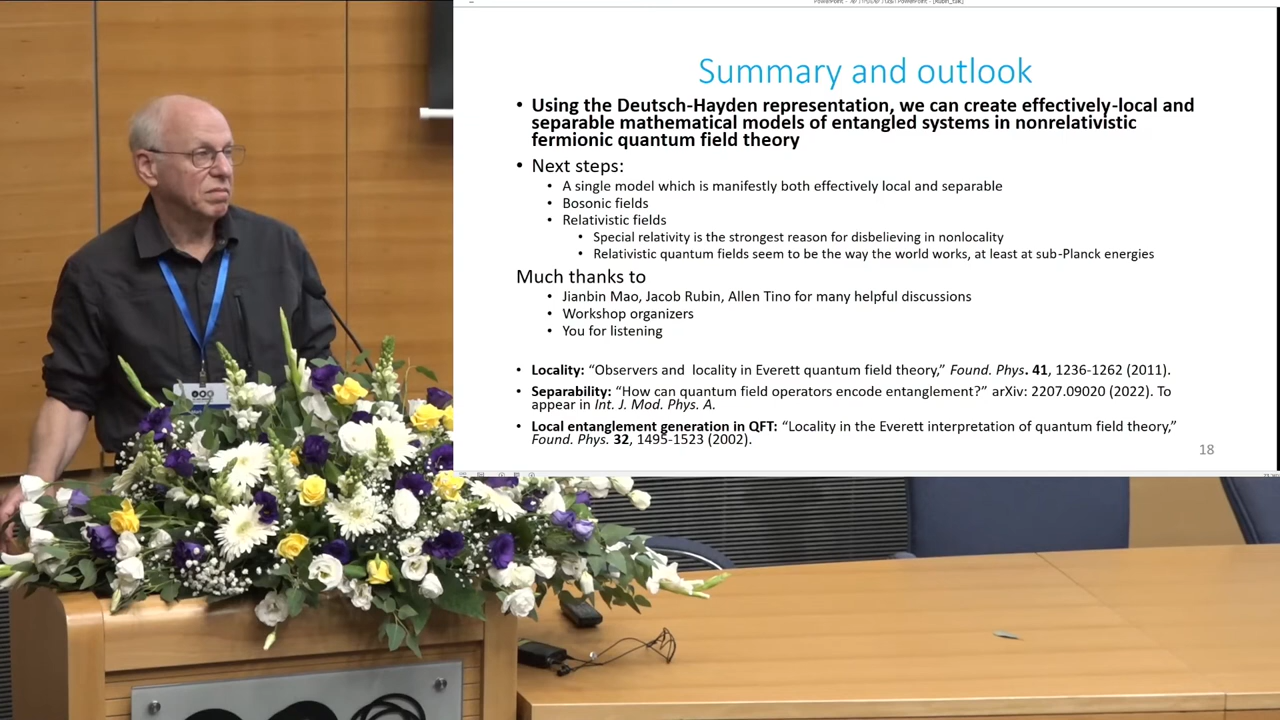 Summary and outlook
• Using the Deutsch-Hayden representation, we can create effectively-local and
separable mathematical models of entangled systems in nonrelativistic
fermionic quantum field theory
• Next steps:
• A single model which is manifestly both effectively local and separable
• Bosonic fields
• Relativistic fields
• Special relativity is the strongest reason for disbelieving in nonlocality
• Relativistic quantum fields seem to be the way the world works, at least at sub-Planck energies
Much thanks to
• Jianbin Mao, Jacob Rubin, Allen Tino for many helpful discussions
• Workshop organizers
• You for listening
• Locality: “Observers and locality in Everett quantum field theory,” Found. Phys. 41, 1236-1262 (2011).
• Separability: “How can quantum field operators encode entanglement?” arXiv: 2207.09020 (2022). To
appear in Int. J. Mod. Phys. A.
• Local entanglement generation in QFT: “Locality in the Everett interpretation of quantum field theory,”
Found. Phys. 32, 1495-1523 (2002).
18